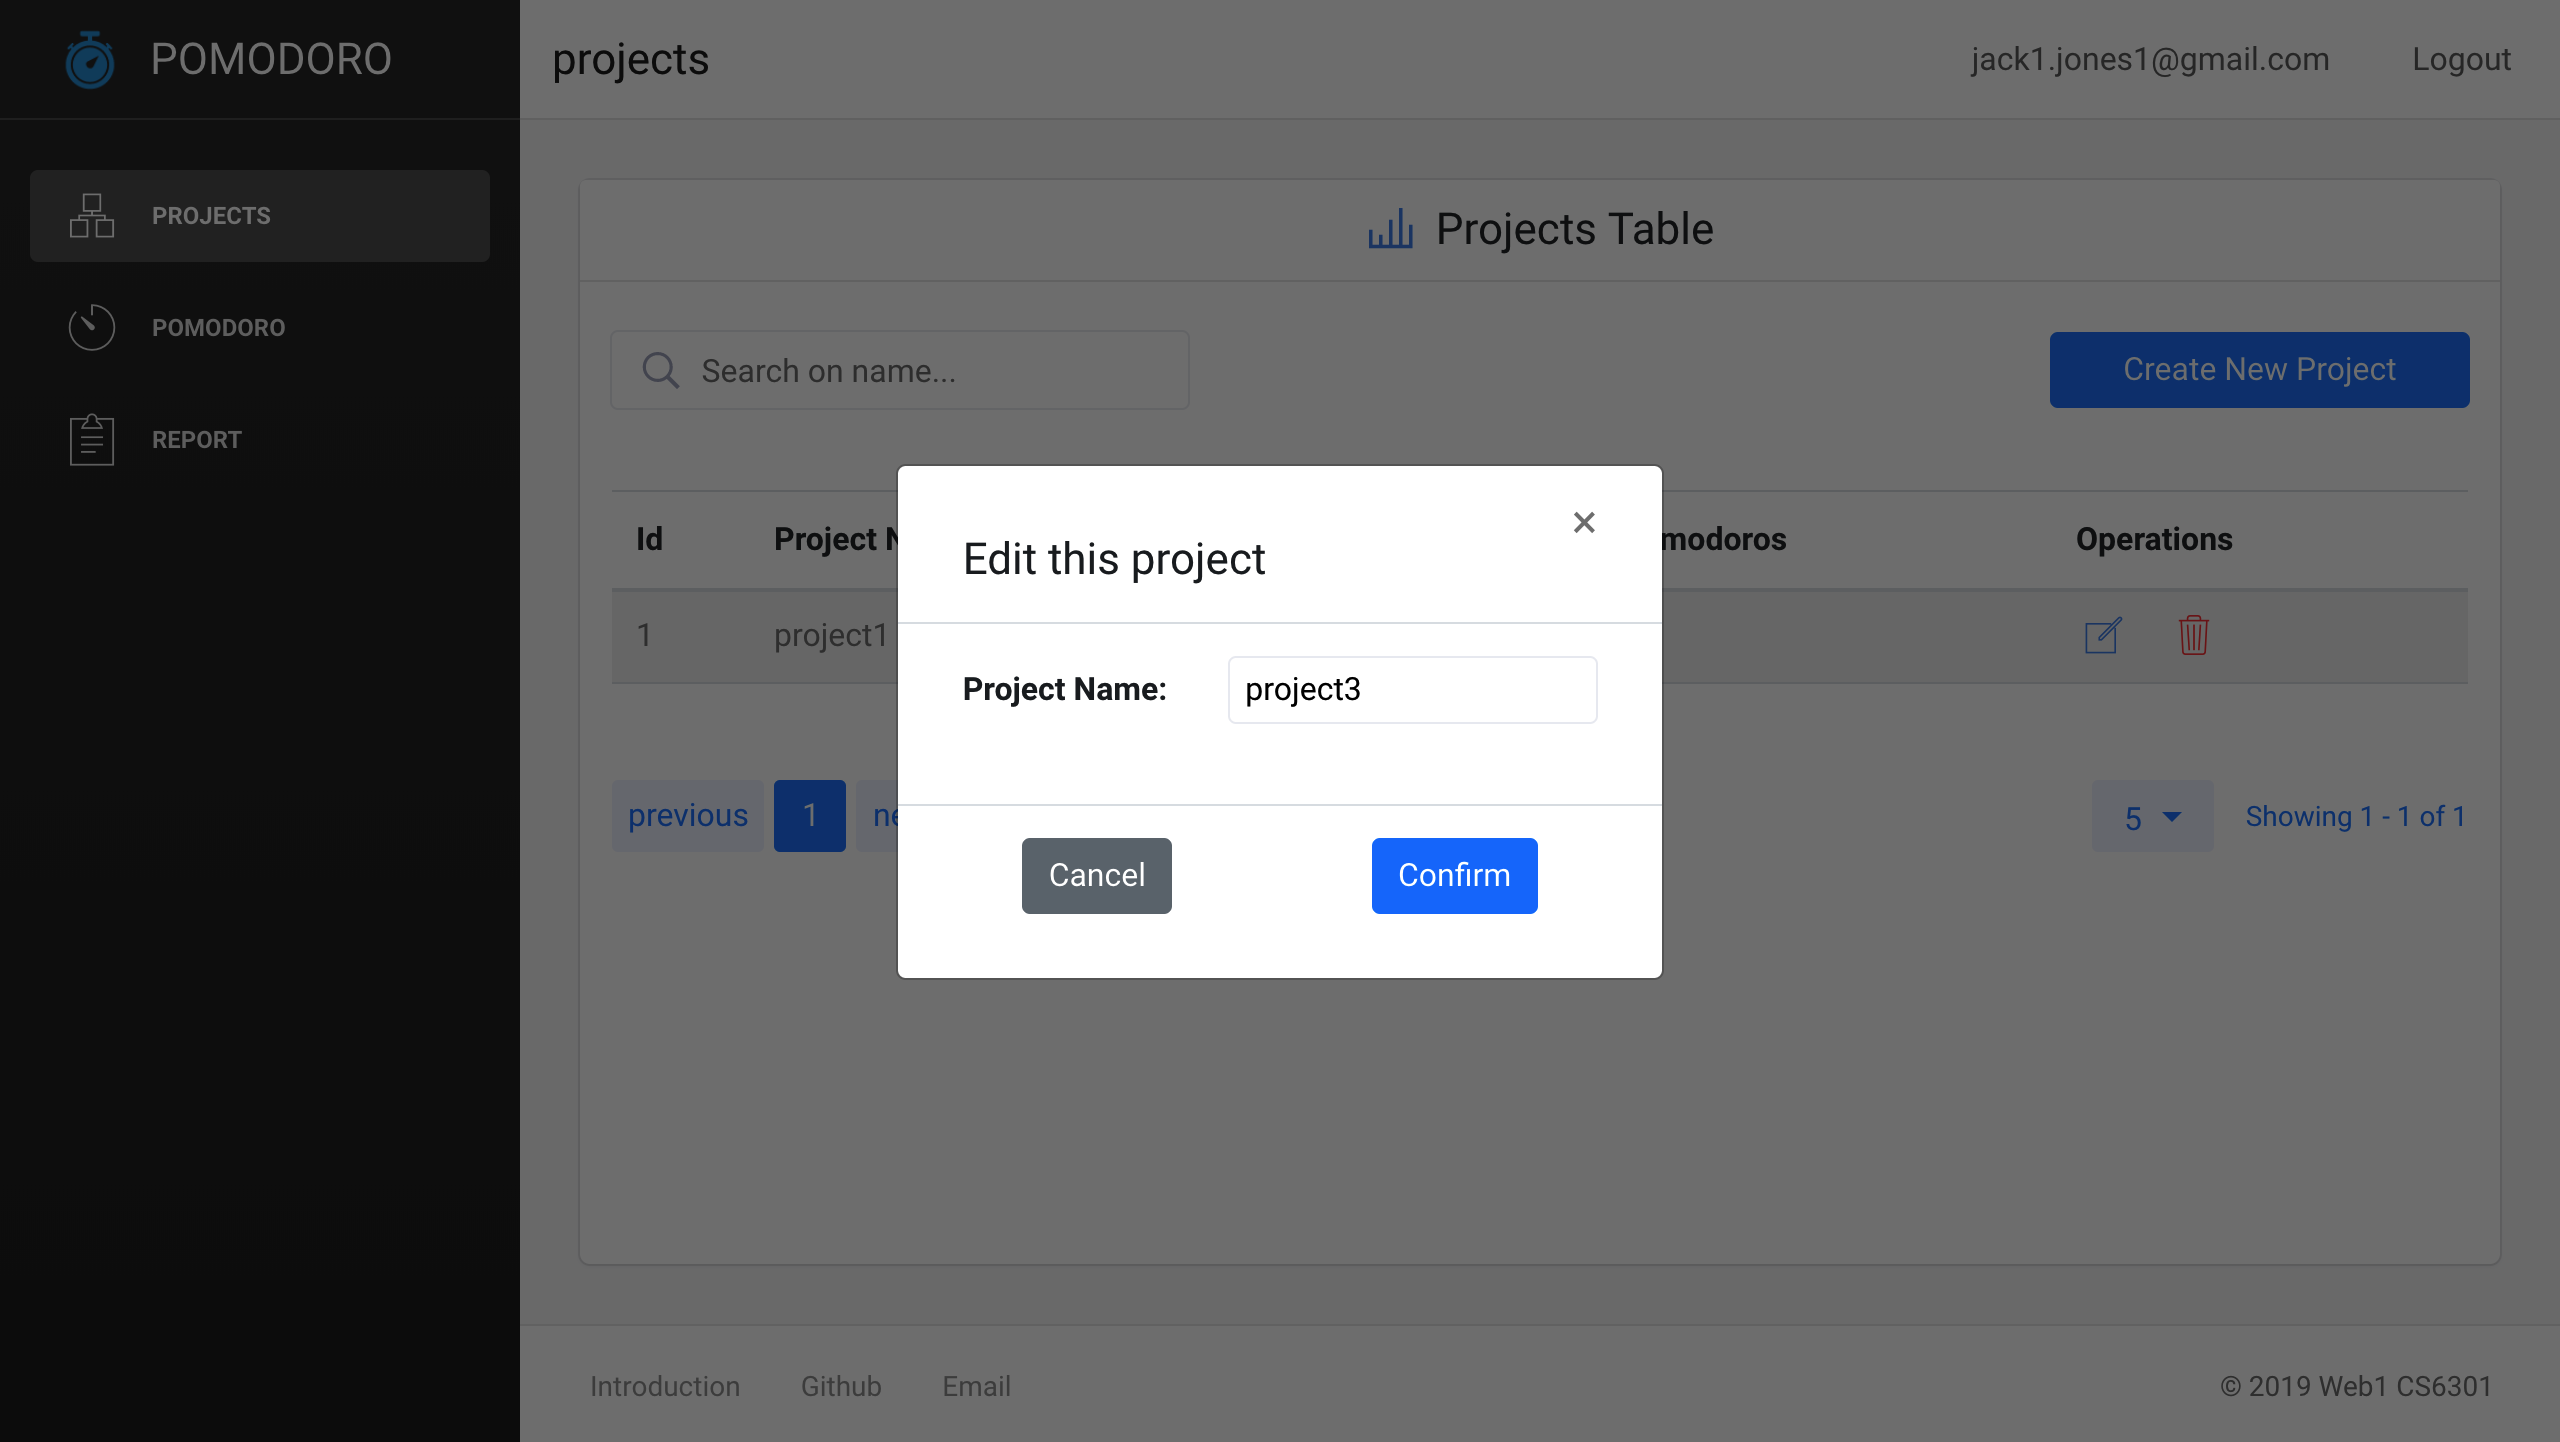 POMODORO
projects
jack1.jones1@gmail.com
Logout
PROJECTS
POMODORO
REPORT
Projects Table
Search on name...
Create New Project
Id
Project
modoros
Operations
1
project1
Edit this project
×
Project Name:
project3
Cancel
Confirm
previous
1
5
Showing 1 - 1 of 1
Introduction
Github
Email
© 2019 Web1 CS6301